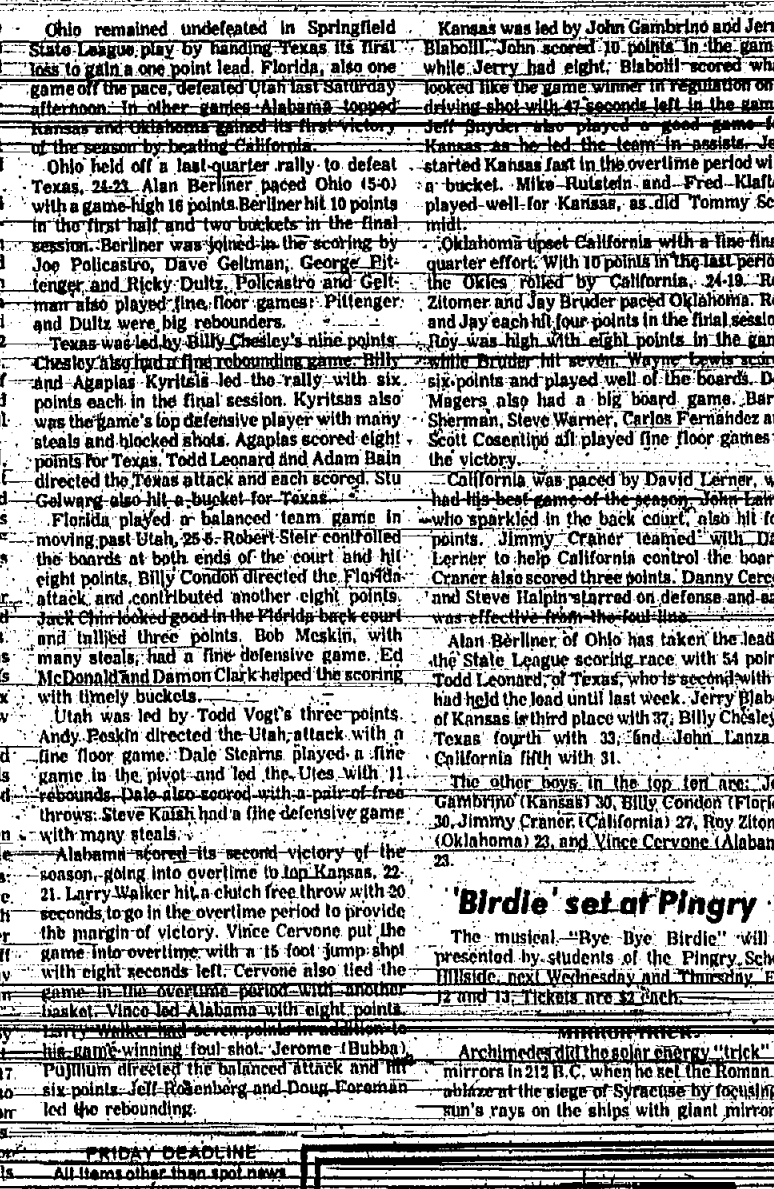 Ohio remained undefeated in Springfield
State League play by handing Texas its first
loss to gain a one point lead. Florida, also one
game off the pace, defeated Utah last Saturday
afternoon. In other games Alabama topped
Kansas and Oklahoma gained its first victory
of the season by beating California.
Ohio held off a last-quarter rally to defeat
Texas, 24-23. Alan Berliner paced Ohio (5-0)
with a game-high 16 points. Berliner hit 10 points
in the first half and two buckets in the final
session. Berliner was joined in the scoring by
Joe Policastro, Dave Geltman, George Pit-
tenger and Ricky Dultz. Policastro and Gelt-
man also played fine floor games. Pittenger
and Dultz were big rebounders.
Texas was led by Billy Chesley's nine points.
Chesley also had a fine rebounding game. Billy
and Agapias Kyritsis led the rally with six
points each in the final session. Kyritsas also
was the game's top defensive player with many
steals and blocked shots. Agapias scored eight
points for Texas. Todd Leonard and Adam Bain
directed the Texas attack and each scored. Stu
Gelwarg also hit a bucket for Texas.
Florida played a balanced team game in
moving past Utah, 25-6. Robert Steir controlled
the boards at both ends of the court and hit
eight points. Billy Condon directed the Florida
attack, and contributed another eight points.
Jack Chin looked good in the Florida back court
and tallied three points. Bob Meskin, with
many steals, had a fine defensive game. Ed
McDonald and Damon Clark helped the scoring
with timely buckets.
Utah was led by Todd Vogt's three points.
Andy Peskin directed the Utah attack with a
fine floor game. Dale Stearns played a fine
game in the pivot and led the Utes with 11
rebounds. Dale also scored with a pair of free
throws. Steve Kaish had a fine defensive game
with many steals.
Alabama scored its second victory of the
season, going into overtime to top Kansas, 22-
21. Larry Walker hit a clutch free throw with 20
seconds to go in the overtime period to provide
the margin of victory. Vince Cervone put the
game into overtime with a 15 foot jump shot
with eight seconds left. Cervone also tied the
game in the overtime period with another
basket. Vince led Alabama with eight points.
Larry Walker had seven points in addition to
his game-winning foul shot. Jerome (Bubba)
Pujilium directed the balanced attack and hit
six points. Jeff Rosenberg and Doug Foreman
led the rebounding.
FRIDAY DEADLINE
All items other than spot news
Kansas was led by John Gambrino and Jerr
Blabolil. John scored 10 points in the gam
while Jerry had eight. Blabolil scored wha
looked like the game winner in regulation on
driving shot with 47 seconds left in the gam
Jeff Snyder also played a good game fo
Kansas as he led the team in assists. Je
started Kansas fast in the overtime period wi
a bucket. Mike Rutstein and Fred Klaft
played well for Kansas, as did Tommy Sc
midt.
Oklahoma upset California with a fine fina
quarter effort. With 10 points in the last perio
the Okies rolled by California, 24-19. Ro
Zitomer and Jay Bruder paced Oklahoma. Ro
and Jay each hit four points in the final sessio
Roy was high with eight points in the gam
while Bruder hit seven. Wayne Lewis score
six points and played well of the boards. D
Magers also had a big board game. Bar
Sherman, Steve Warner, Carlos Fernandez a
Scott Cosentino all played fine floor games
the victory.
California was paced by David Lerner, w
had his best game of the season. John Lan
who sparkled in the back court, also hit fo
points. Jimmy Craner teamed with Da
Lerner to help California control the boar
Craner also scored three points. Danny Cerce
and Steve Halpin starred on defense and ea
was effective from the foul line.
Alan Berliner of Ohio has taken the lead
the State League scoring race with 54 poin
Todd Leonard, of Texas, who is second with
had held the lead until last week. Jerry Blab
of Kansas is third place with 37, Billy Chesley
Texas fourth with 33, and John Lanza
California fifth with 31.
The other boys in the top ten are: Jo
Gambrino (Kansas) 30, Billy Condon (Flori
30, Jimmy Craner (California) 27, Roy Ziton
(Oklahoma) 23, and Vince Cervone (Alaban
23.
'Birdie' set at Pingry
The musical "Bye Bye Birdie" will
presented by students of the Pingry Scho
Hillside, next Wednesday and Thursday, F
12 and 13. Tickets are $2 each.
MIRROR TRICK
Archimedes did the solar energy "trick"
mirrors in 212 B.C. when he set the Roman
ablaze at the siege of Syracuse by focusing
sun's rays on the ships with giant mirror